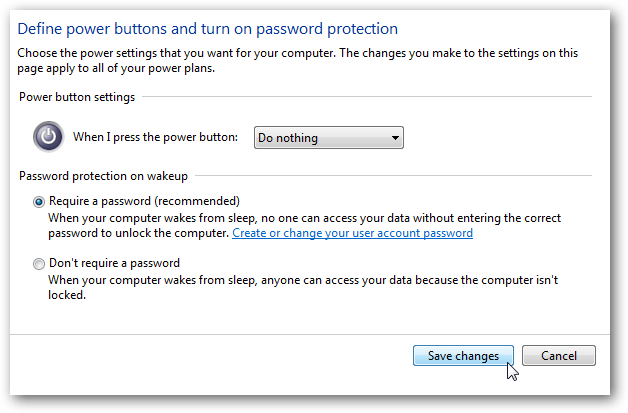 Define power buttons and turn on password protection
Choose the power settings that you want for your computer. The changes you make to the settings on this
page apply to all of your power plans.
Power button settings
When I press the power button:
Do nothing
Password protection on wakeup
Require a password (recommended)
When your computer wakes from sleep, no one can access your data without entering the correct
password to unlock the computer. Create or change your user account password
Don't require a password
When your computer wakes from sleep, anyone can access your data because the computer isn't
locked.
Save changes
Cancel